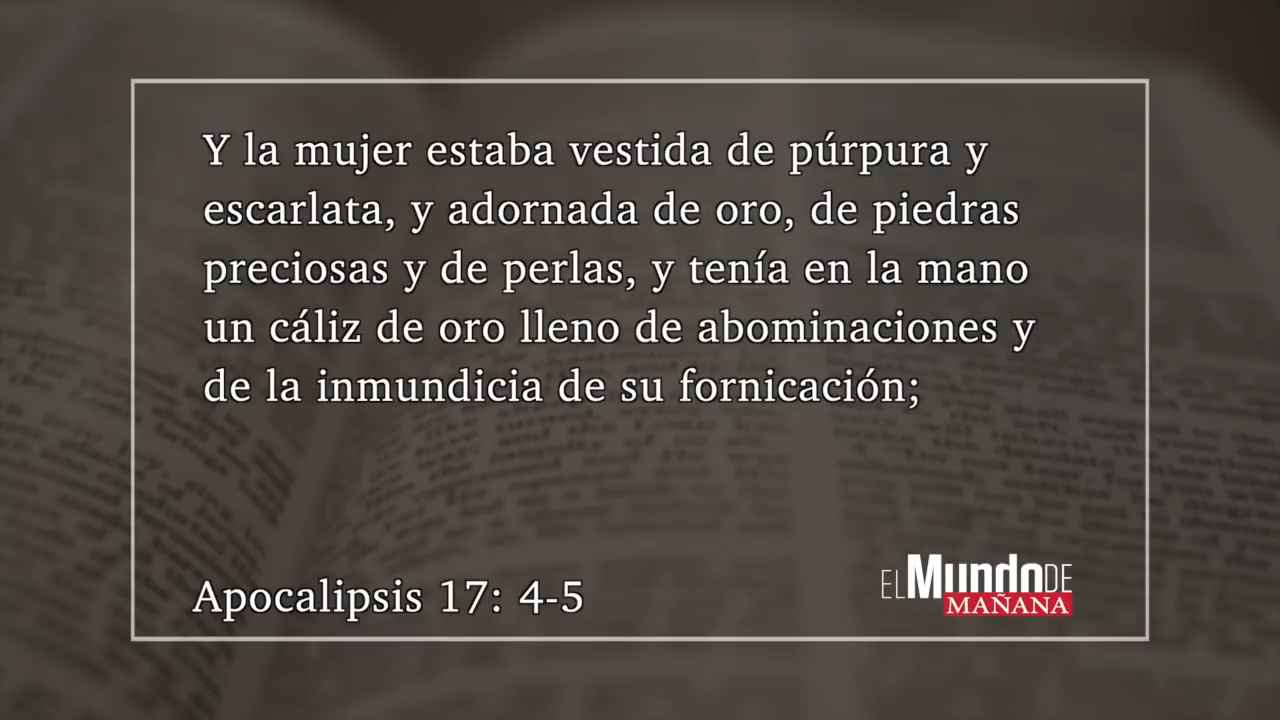 Y la mujer estaba vestida de púrpura y
escarlata, y adornada de oro, de piedras
preciosas y de perlas, y tenía en la mano
un cáliz de oro lleno de abominaciones y
de la inmundicia de su fornicación;
Apocalipsis 17: 4-5
EL Mundo DE
MAÑANA